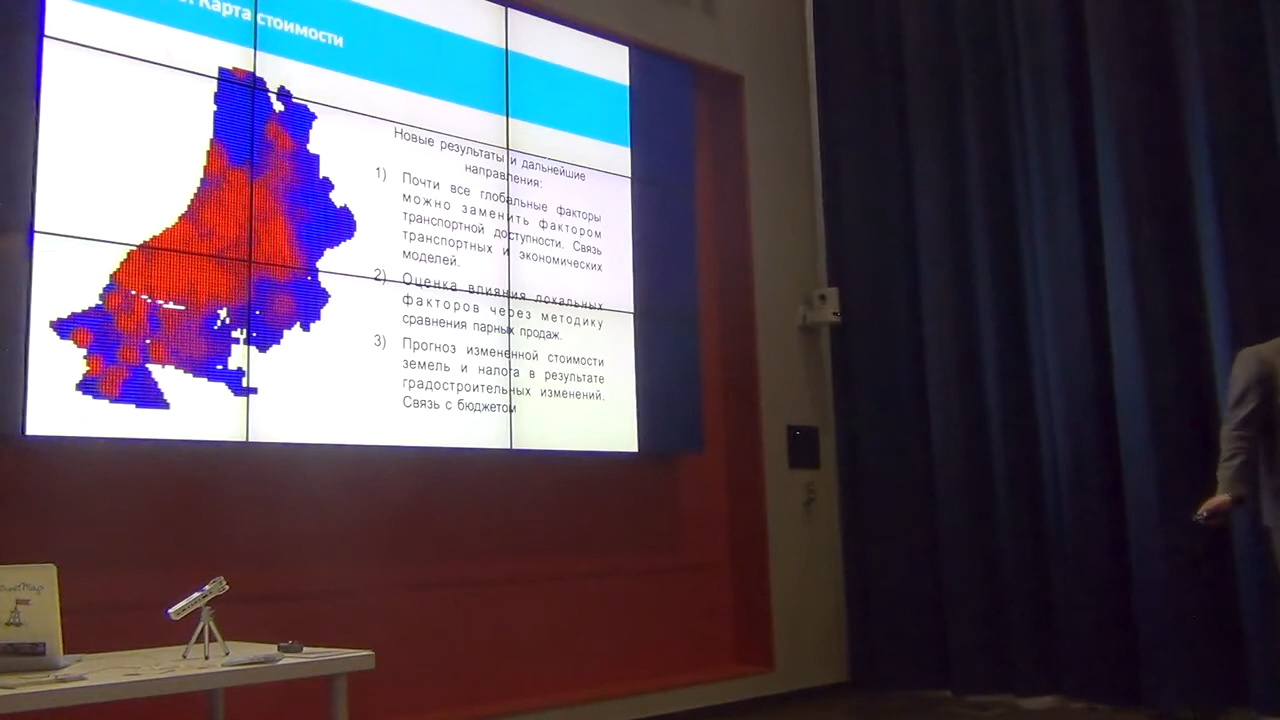 Карта стоимости
Новые результаты и дальнейшие
направления:
1) Почти все глобальные факторы
можно заменить фактором
транспортной доступности. Связь
транспортных и экономических
моделей.
2) Оценка влияния локальных
факторов через методику
сравнения парных продаж.
3) Прогноз измененной стоимости
земель и налога в результате
градостроительных изменений.
Связь с бюджетом